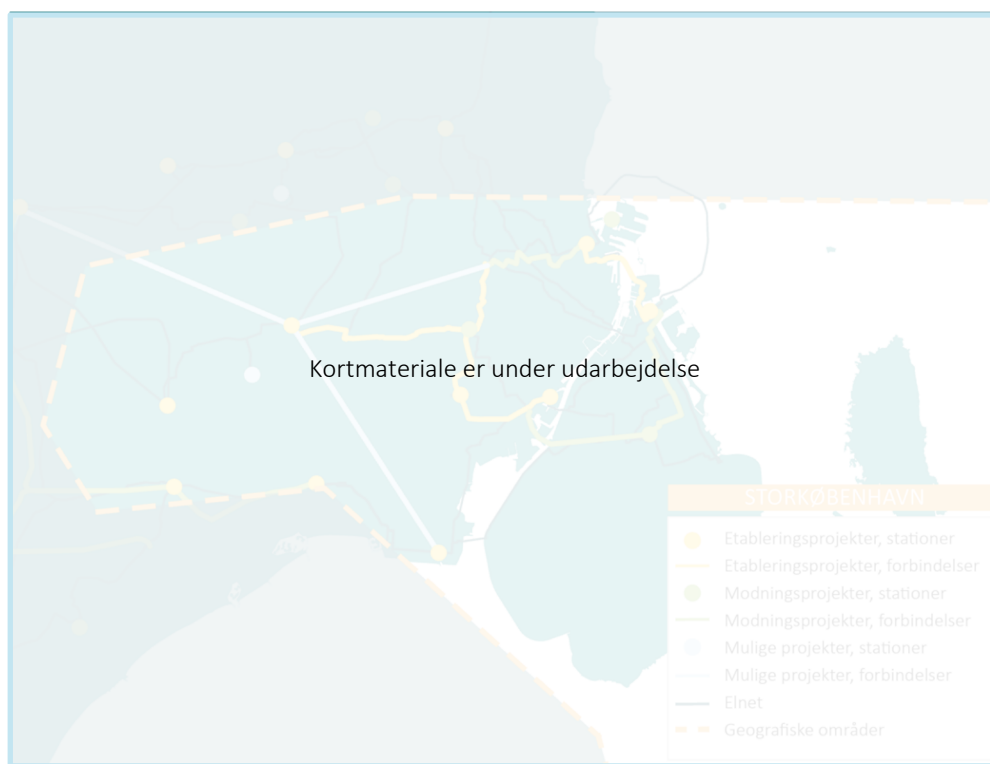 Kortmateriale er under udarbejdelse
STORKØBENHAVN
Etableringsprojekter, stationer
Etableringsprojekter, forbindelser
Modningsprojekter, stationer
Modningsprojekter, forbindelser
Mulige projekter, stationer
Mulige projekter, forbindelser
Elnet
Geografiske områder